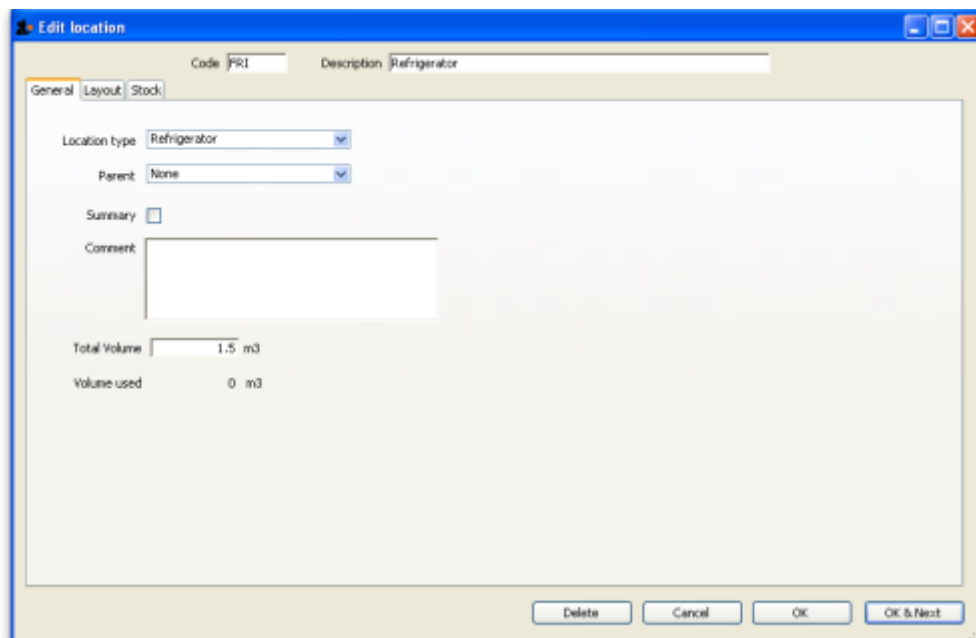 Edit location
Code FRI Description Refrigerator
General Layout Stock
Location type Refrigerator
Parent None
Summary
Comment
Total Volume 1.5 m3
Volume used 0 m3
Delete Cancel OK OK & Next